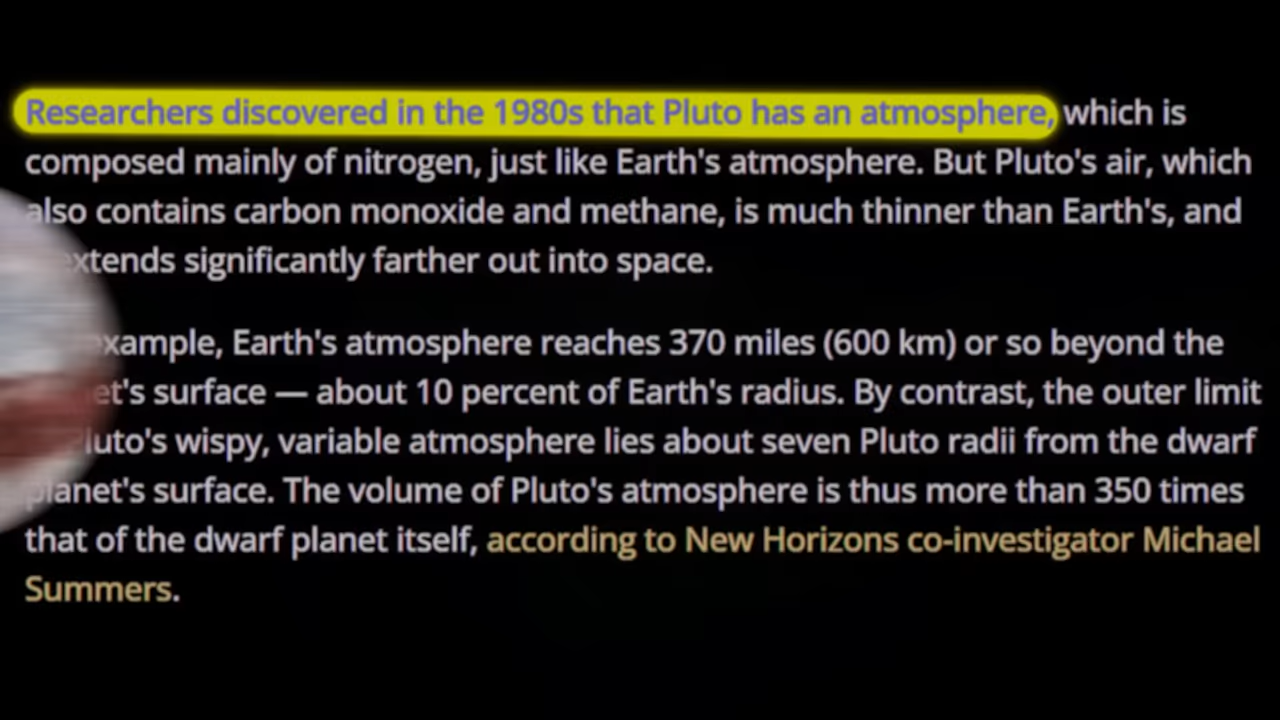 Researchers discovered in the 1980s that Pluto has an atmosphere, which is
composed mainly of nitrogen, just like Earth's atmosphere. But Pluto's air, which
also contains carbon monoxide and methane, is much thinner than Earth's, and
extends significantly farther out into space.
example, Earth's atmosphere reaches 370 miles (600 km) or so beyond the
surface — about 10 percent of Earth's radius. By contrast, the outer limit
Pluto's wispy, variable atmosphere lies about seven Pluto radii from the dwarf
planet's surface. The volume of Pluto's atmosphere is thus more than 350 times
that of the dwarf planet itself, according to New Horizons co-investigator Michael
Summers.